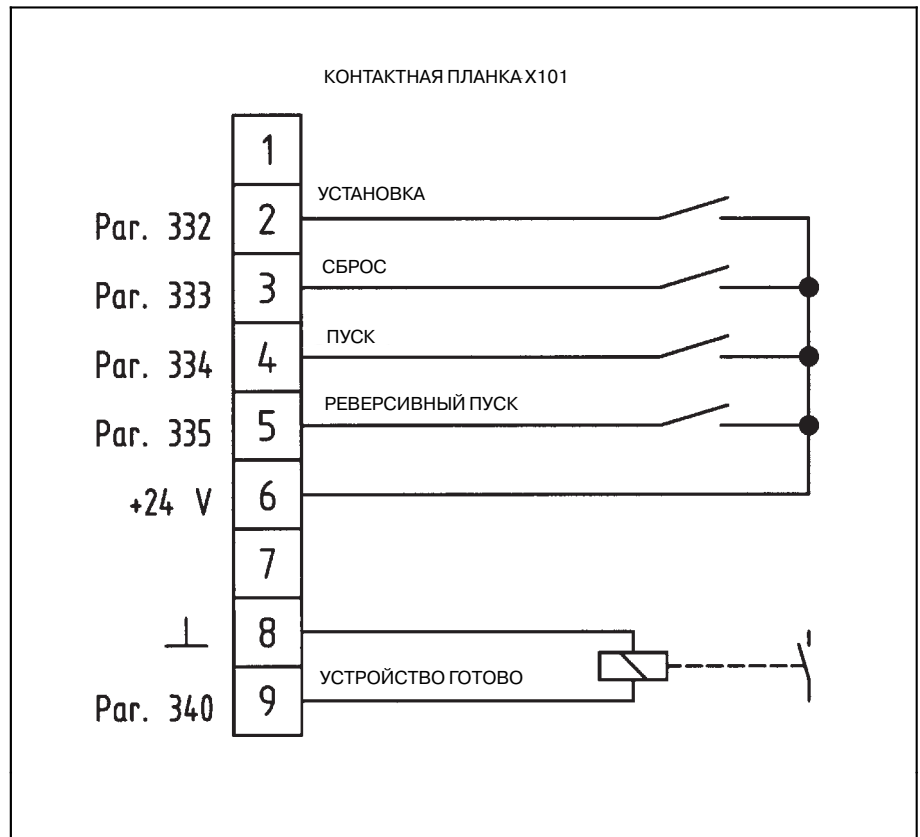 КОНТАКТНАЯ ПЛАНКА X101
1
УСТАНОВКА
Par. 332 2
СБРОС
Par. 333 3
ПУСК
Par. 334 4
РЕВЕРСИВНЫЙ ПУСК
Par. 335 5
+24 V 6
7
8
УСТРОЙСТВО ГОТОВО
Par. 340 9